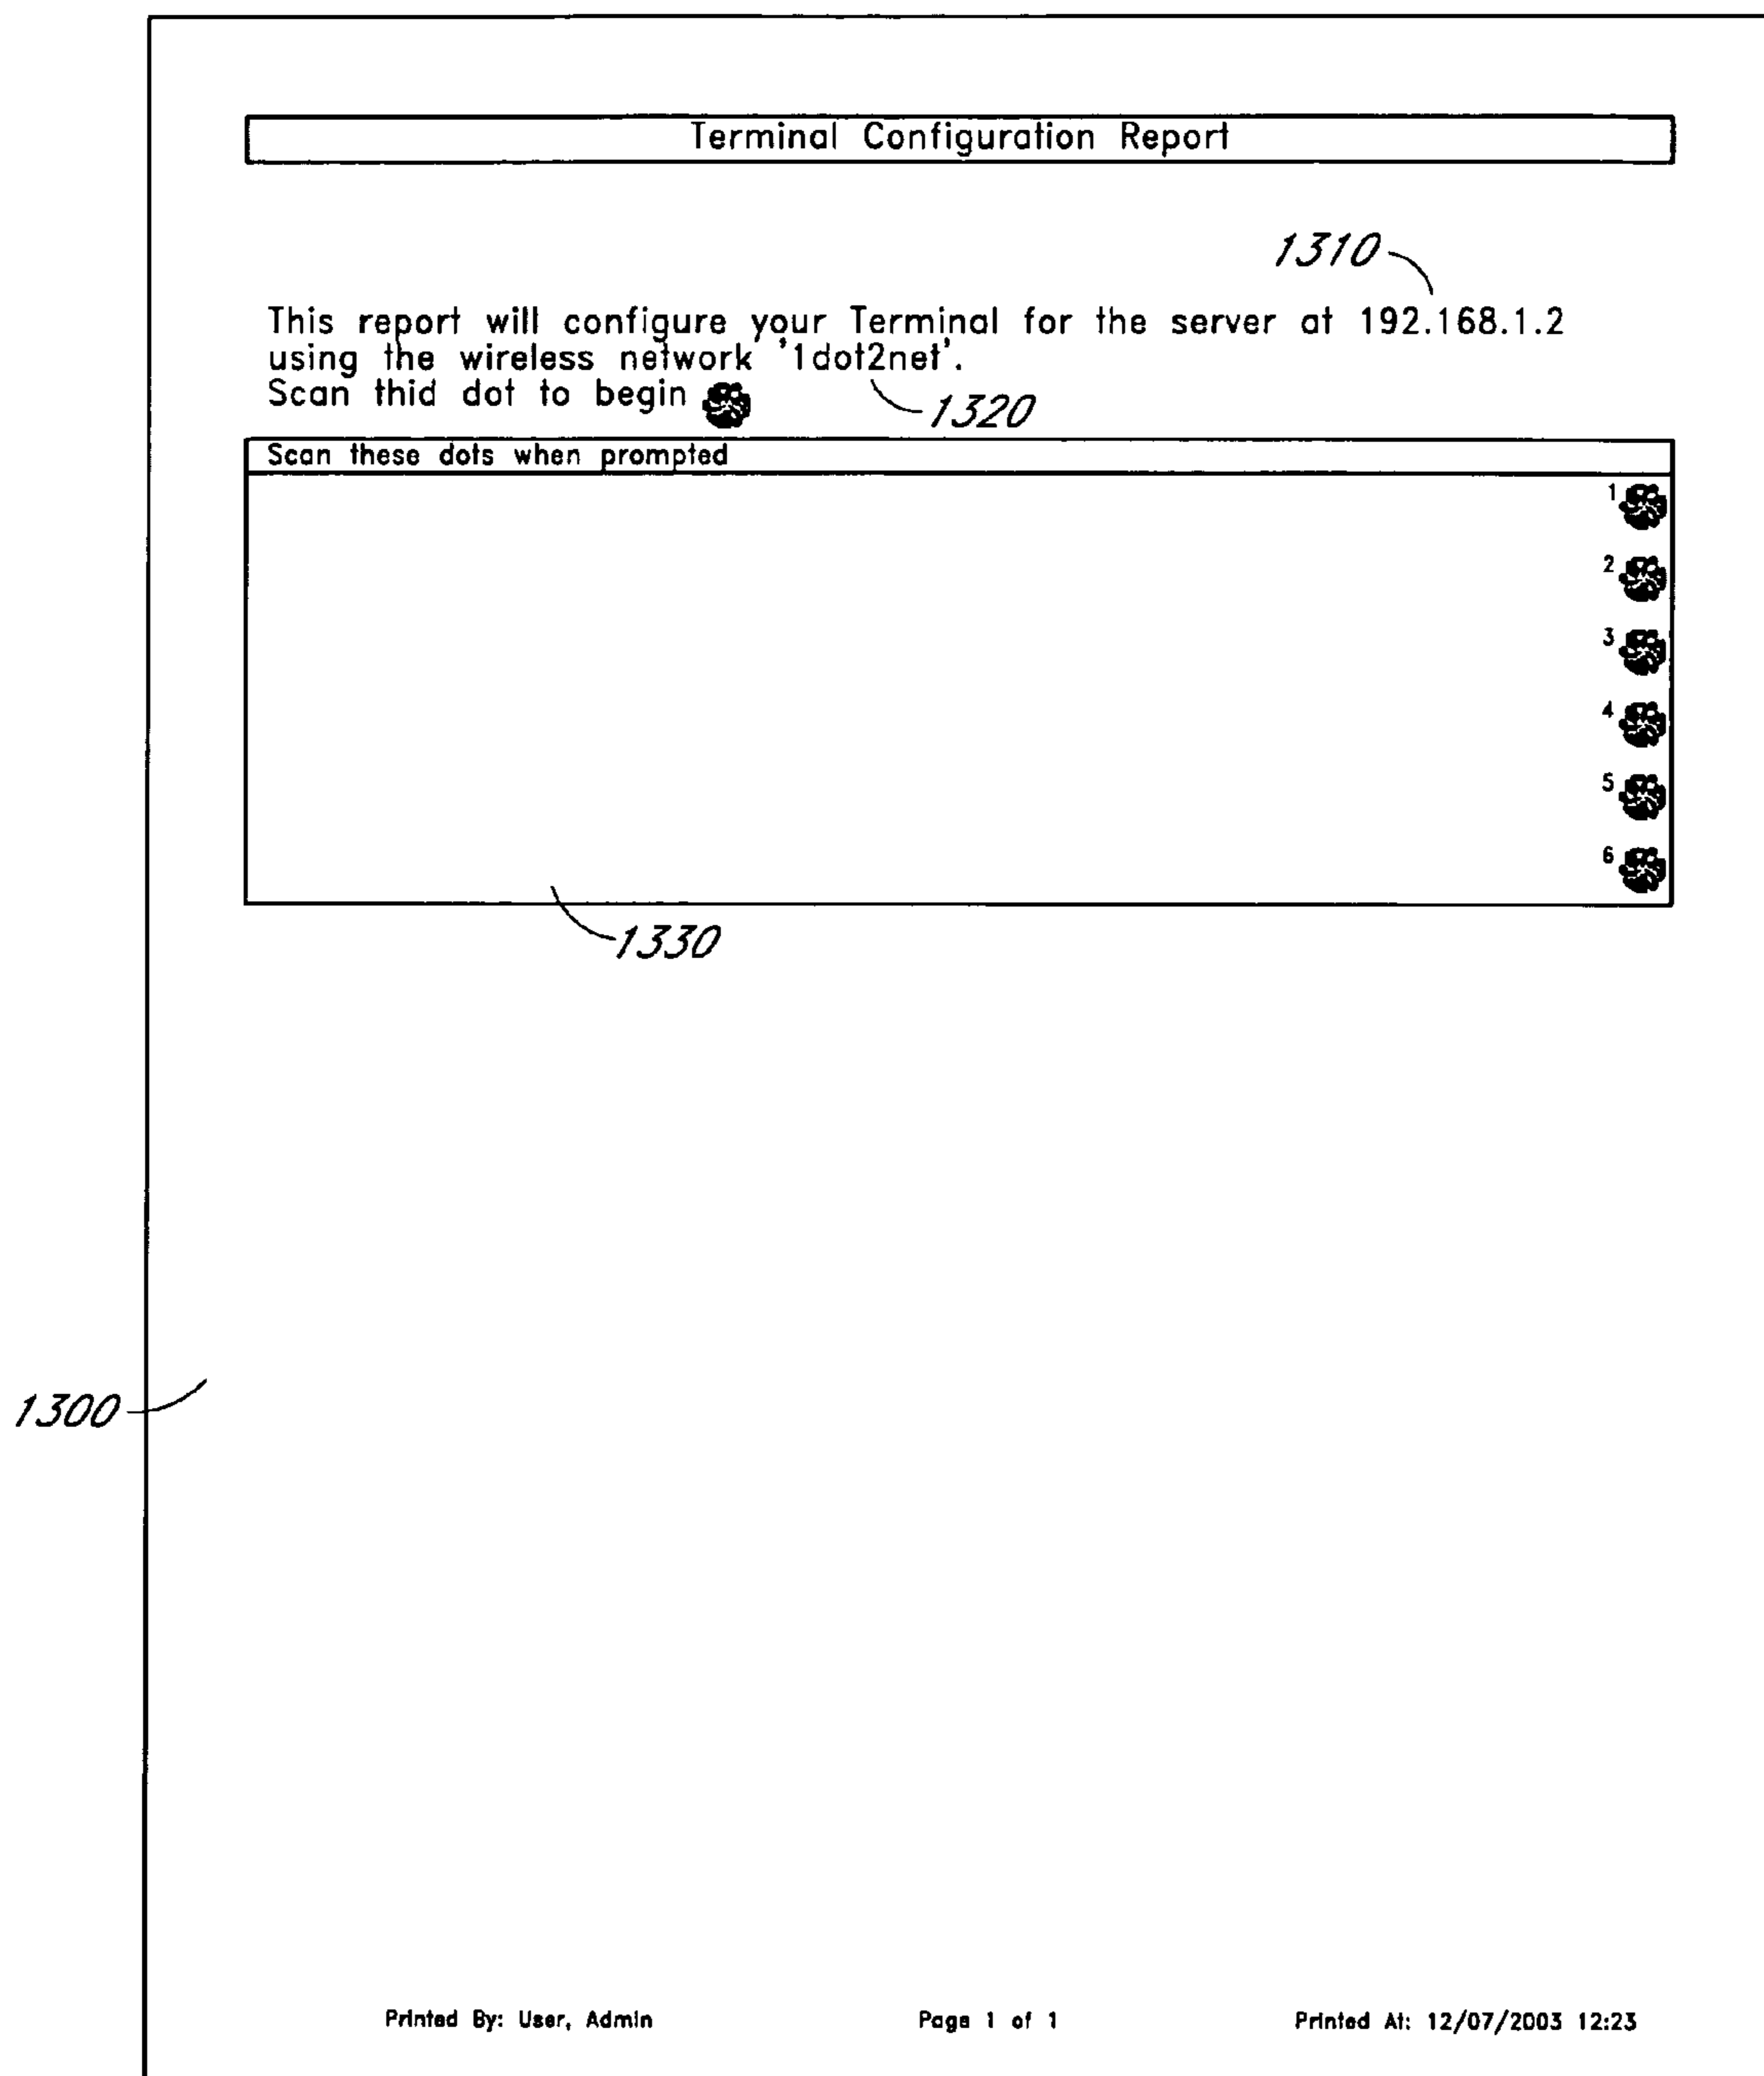 Terminal Configuration Report
1310
This report will configure your Terminal for the server at 192.168.1.2
using the wireless network '1dot2net'.
Scan thid dot to begin
1320
Scan these dots when prompted
1
2
3
4
5
6
1330
1300
Printed By: User, Admin Page 1 of 1 Printed At: 12/07/2003 12:23